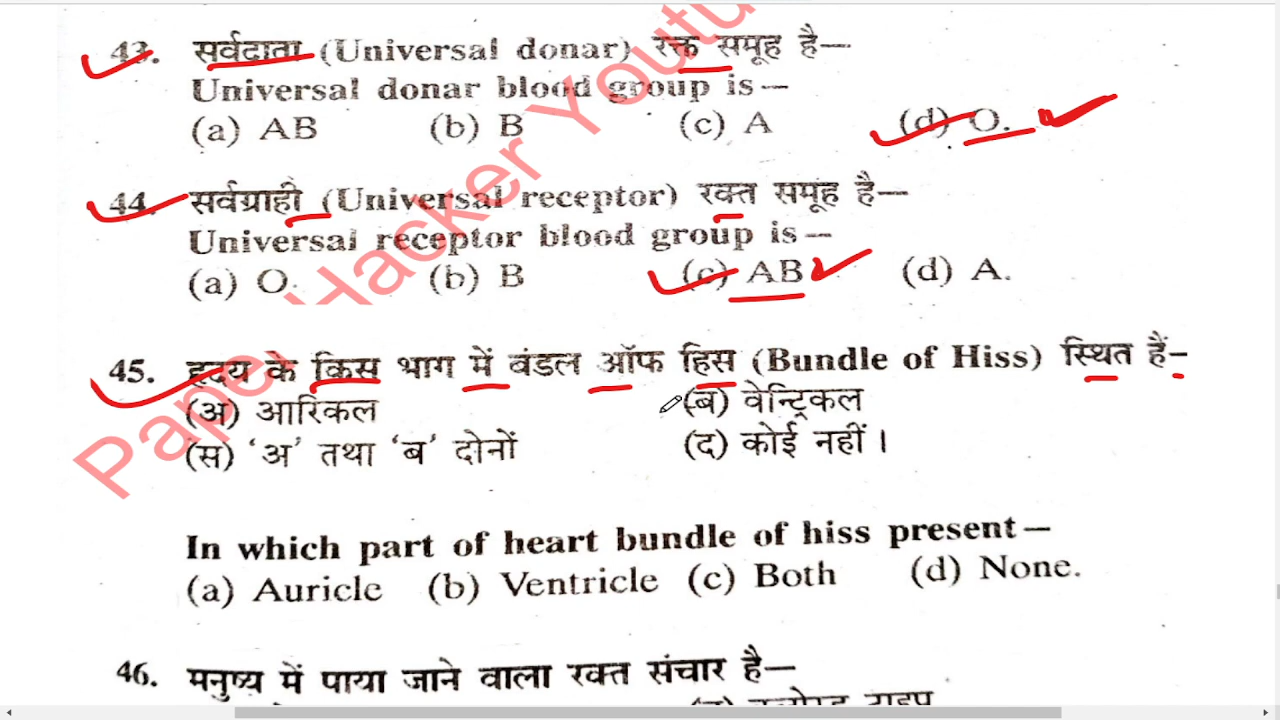 43. सर्वदाता (Universal donar) रक्त समूह है—
Universal donar blood group is—
(a) AB (b) B (c) A (d) O.
44. सर्वग्राही (Universal receptor) रक्त समूह है—
Universal receptor blood group is—
(a) O. (b) B (c) AB (d) A.
45. हृदय के किस भाग में बंडल ऑफ हिस (Bundle of Hiss) स्थित हैं–
(अ) आरिकल (ब) वेन्ट्रिकल
(स) ‘अ’ तथा ‘ब’ दोनों (द) कोई नहीं।
In which part of heart bundle of hiss present—
(a) Auricle (b) Ventricle (c) Both (d) None.
46. मनुष्य में पाया जाने वाला रक्त संचार है—
Paper Hacker Youtu